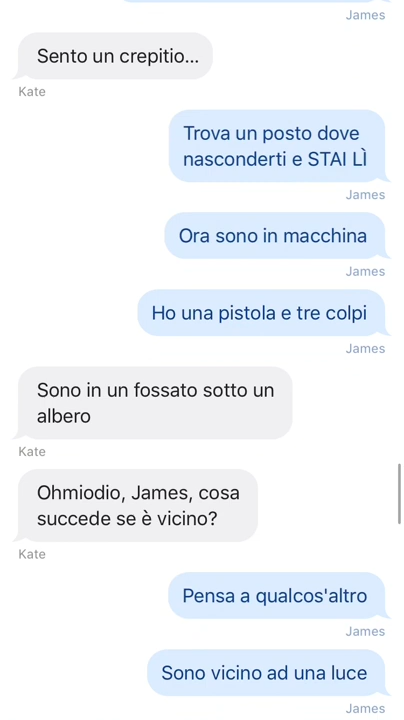 James
Sento un crepitio...
Kate
Trova un posto dove
nasconderti e STAI LÌ
James
Ora sono in macchina
James
Ho una pistola e tre colpi
James
Sono in un fossato sotto un
albero
Kate
Ohmiodio, James, cosa
succede se è vicino?
Kate
Pensa a qualcos'altro
James
Sono vicino ad una luce
James